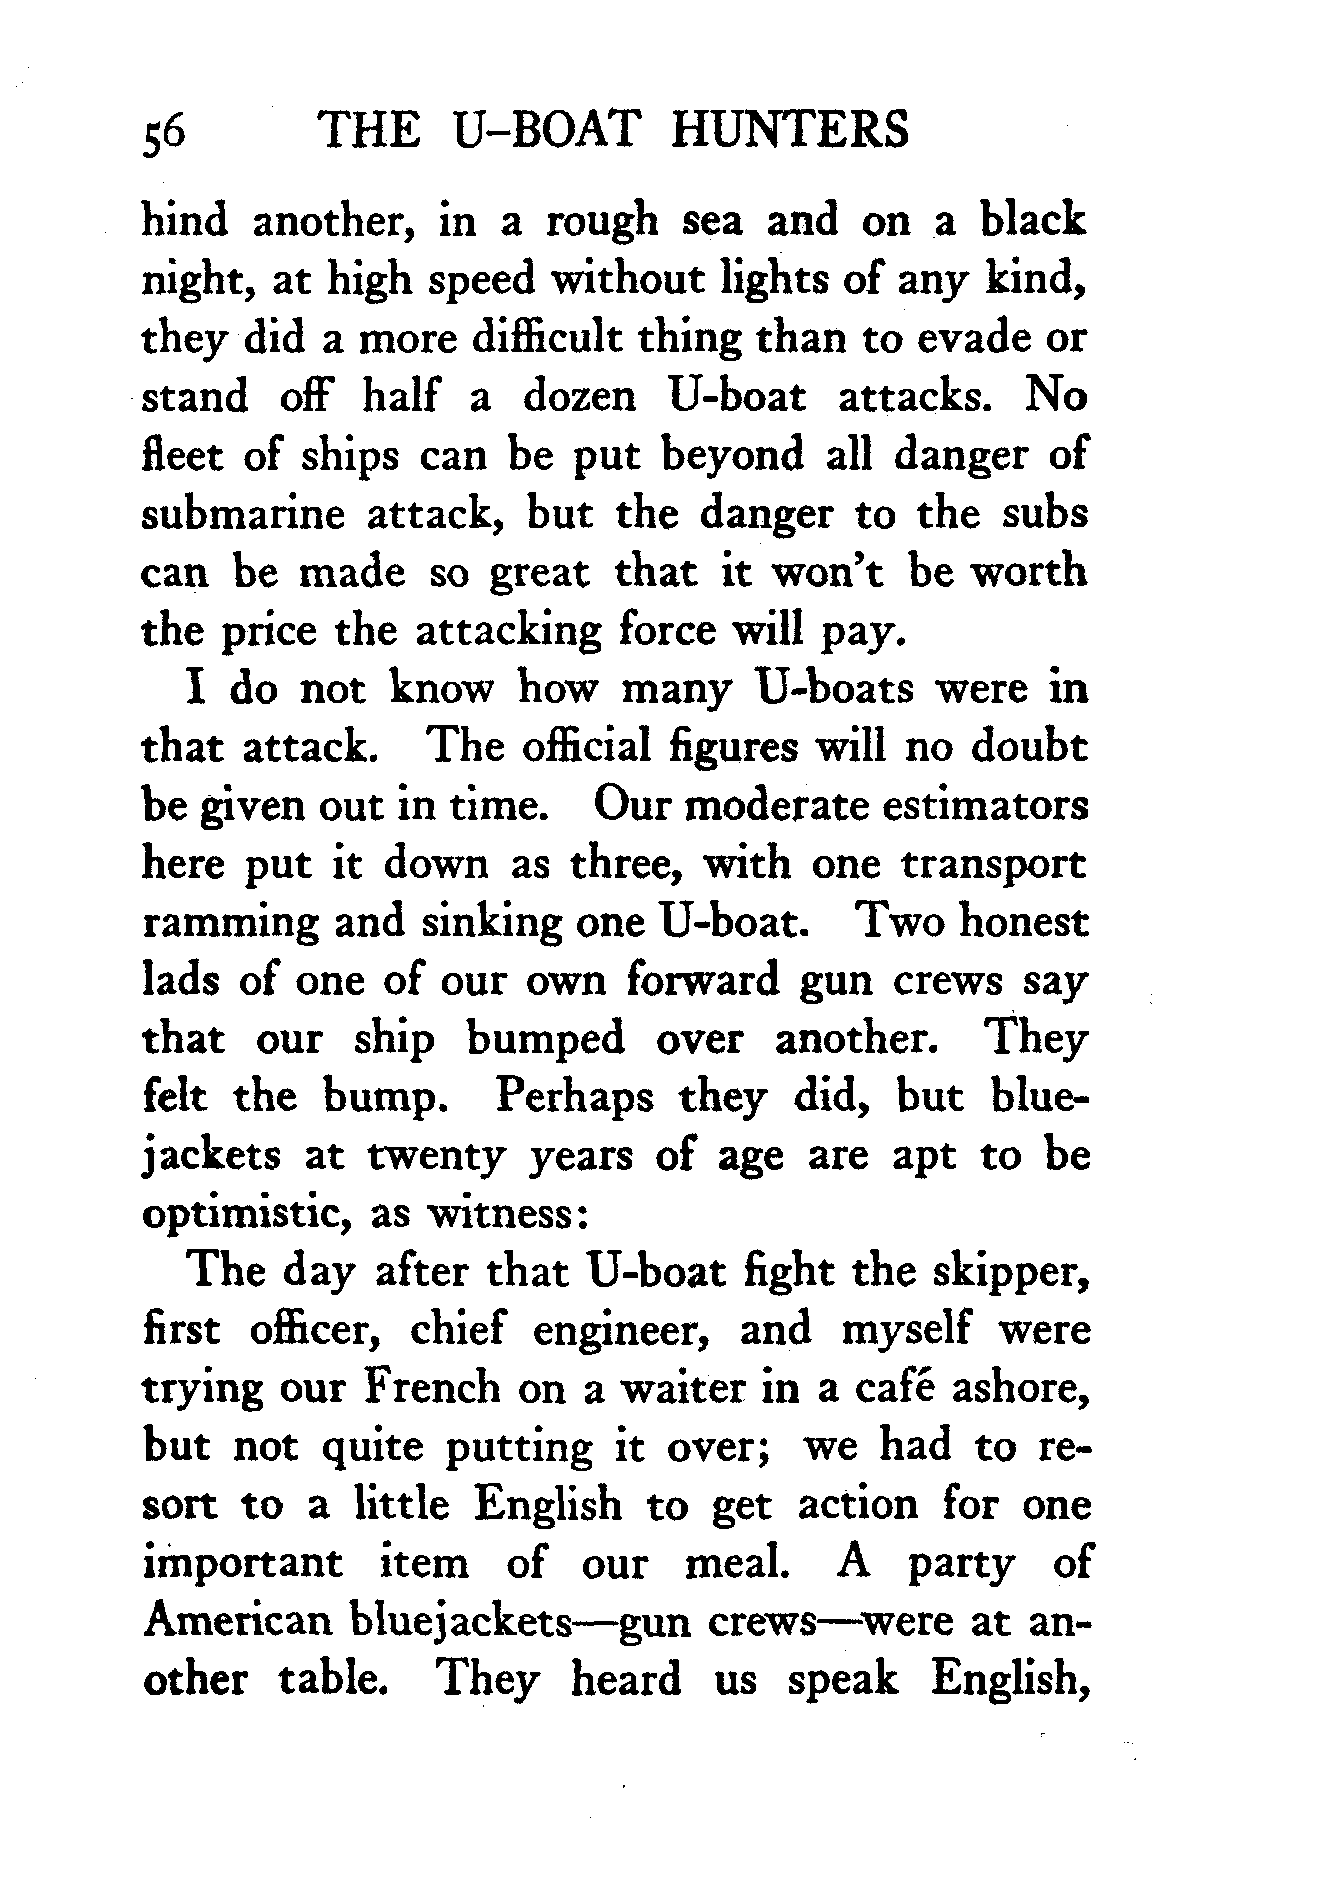 56 THE U-BOAT HUNTERS
hind another, in a rough sea and on a black
night, at high speed without lights of any kind,
they did a more difficult thing than to evade or
stand off half a dozen U-boat attacks. No
fleet of ships can be put beyond all danger of
submarine attack, but the danger to the subs
can be made so great that it won't be worth
the price the attacking force will pay.
I do not know how many U-boats were in
that attack. The official figures will no doubt
be given out in time. Our moderate estimators
here put it down as three, with one transport
ramming and sinking one U-boat. Two honest
lads of one of our own forward gun crews say
that our ship bumped over another. They
felt the bump. Perhaps they did, but blue-
jackets at twenty years of age are apt to be
optimistic, as witness:
The day after that U-boat fight the skipper,
first officer, chief engineer, and myself were
trying our French on a waiter in a café ashore,
but not quite putting it over; we had to re-
sort to a little English to get action for one
important item of our meal. A party of
American bluejackets—gun crews—were at an-
other table. They heard us speak English,